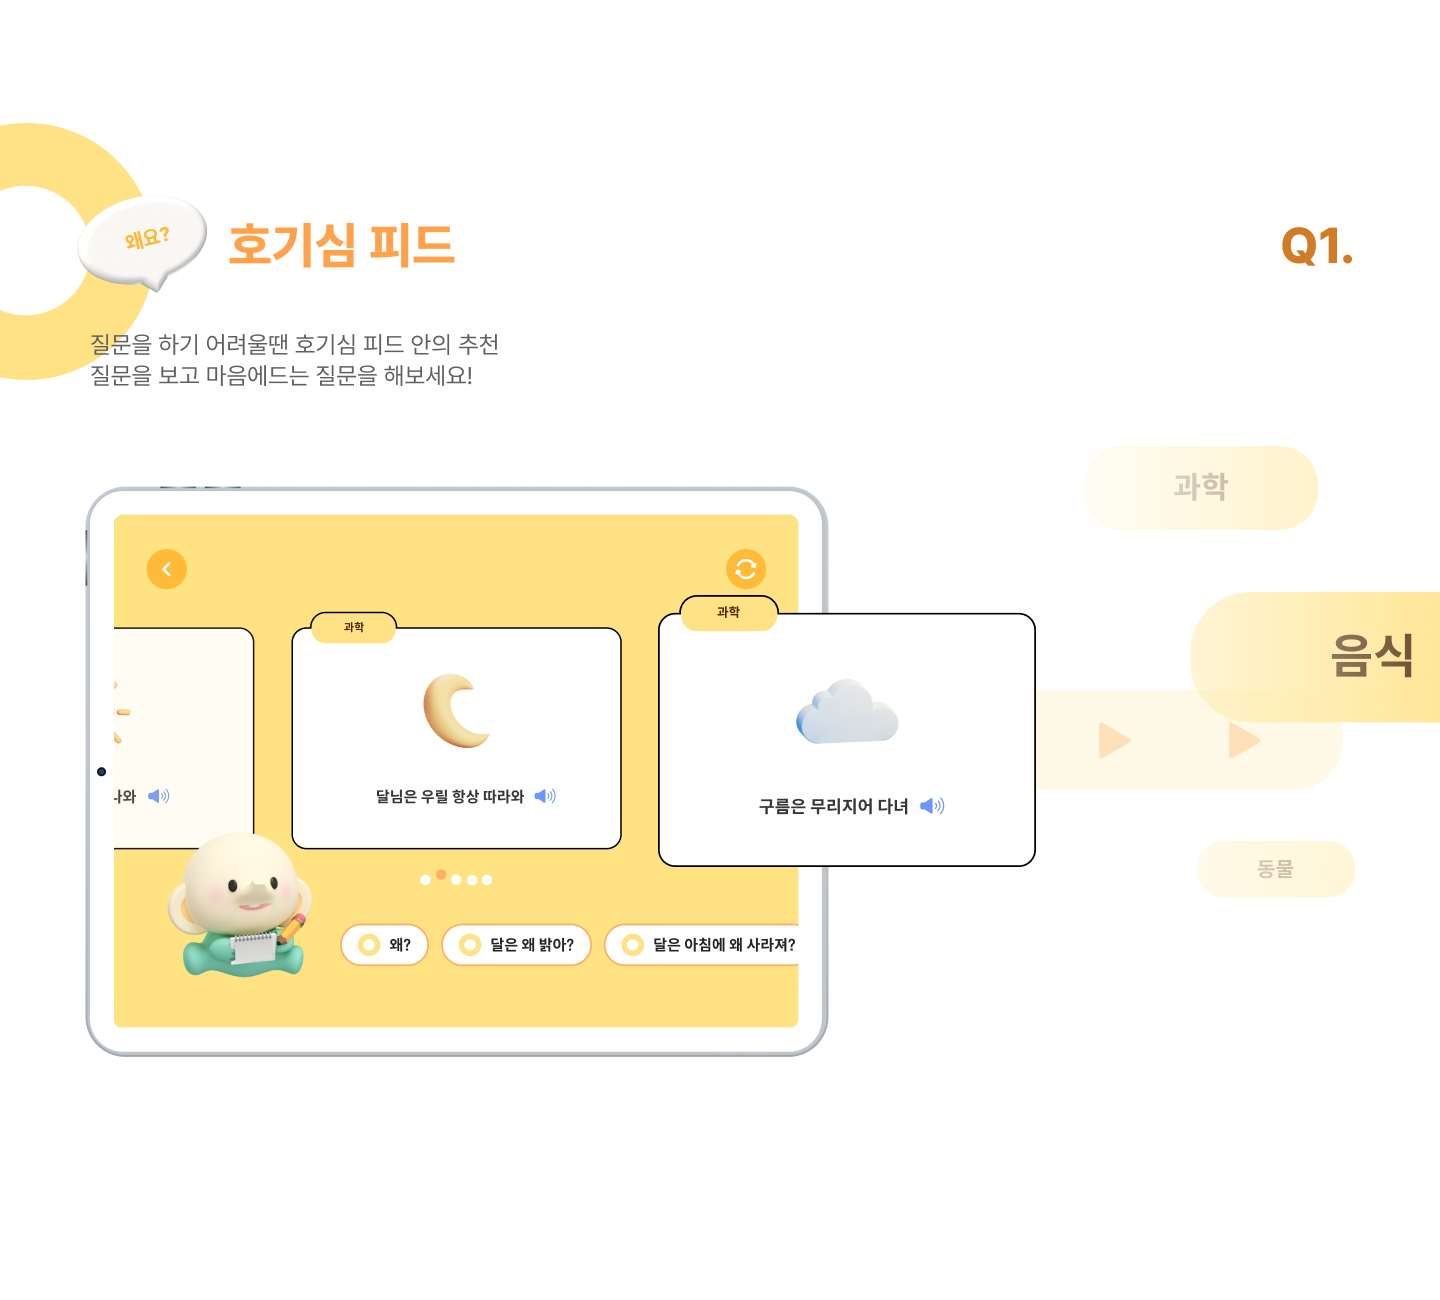 왜요?
호기심 피드
Q1.
질문을 하기 어려울땐 호기심 피드 안의 추천
질문을 보고 마음에드는 질문을 해보세요!
과학
음식
동물
과학
과학
나와
달님은 우릴 항상 따라와
구름은 무리지어 다녀
왜?
달은 왜 밝아?
달은 아침에 왜 사라져?